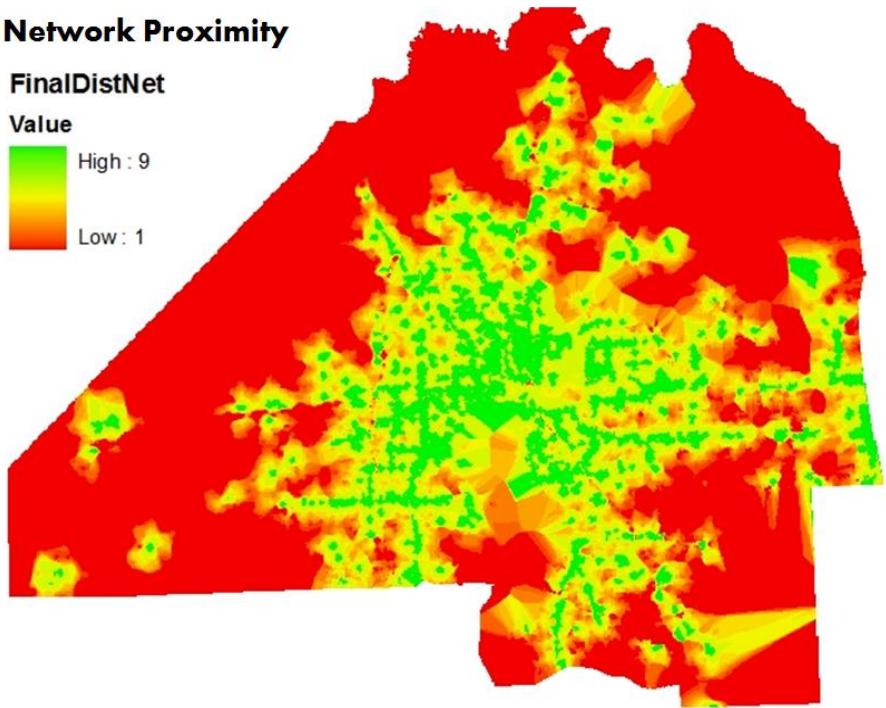 Network Proximity
FinalDistNet
Value
High : 9
Low : 1